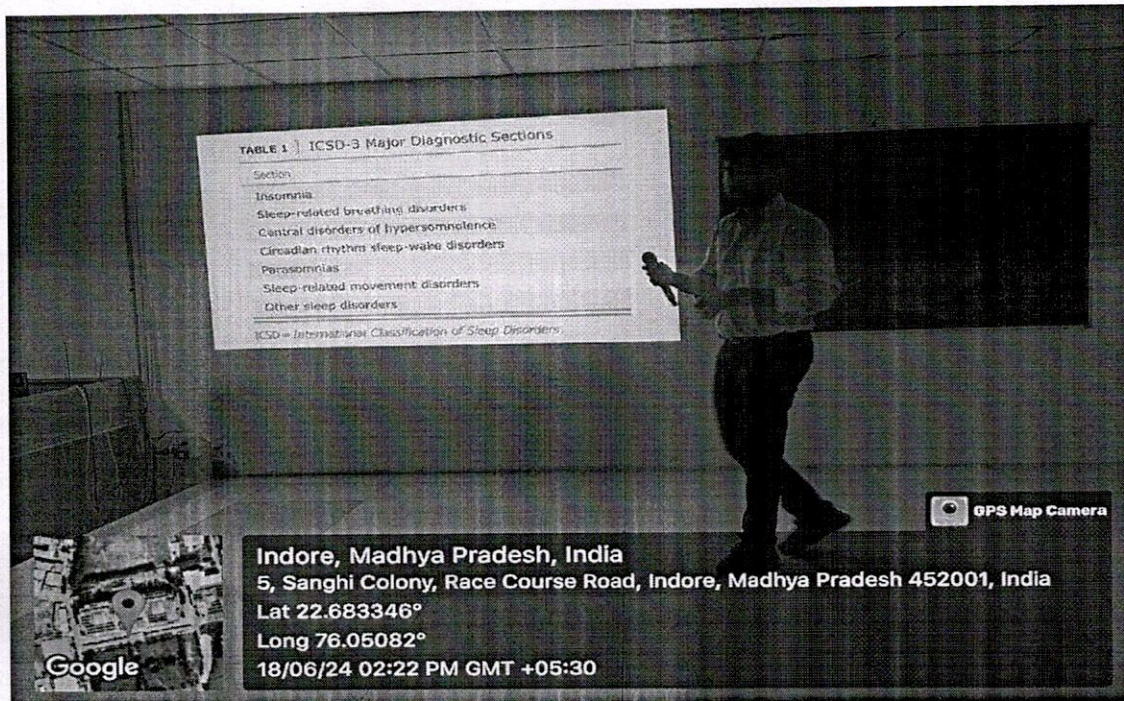 TABLE 1 | ICSD-3 Major Diagnostic Sections
Section
Insomnia
Sleep-related breathing disorders
Central disorders of hypersomnolence
Circadian rhythm sleep-wake disorders
Parasomnias
Sleep-related movement disorders
Other sleep disorders
ICSD = International Classification of Sleep Disorders.
GPS Map Camera
Indore, Madhya Pradesh, India
5, Sanghi Colony, Race Course Road, Indore, Madhya Pradesh 452001, India
Lat 22.683346°
Long 76.05082°
18/06/24 02:22 PM GMT +05:30
Google